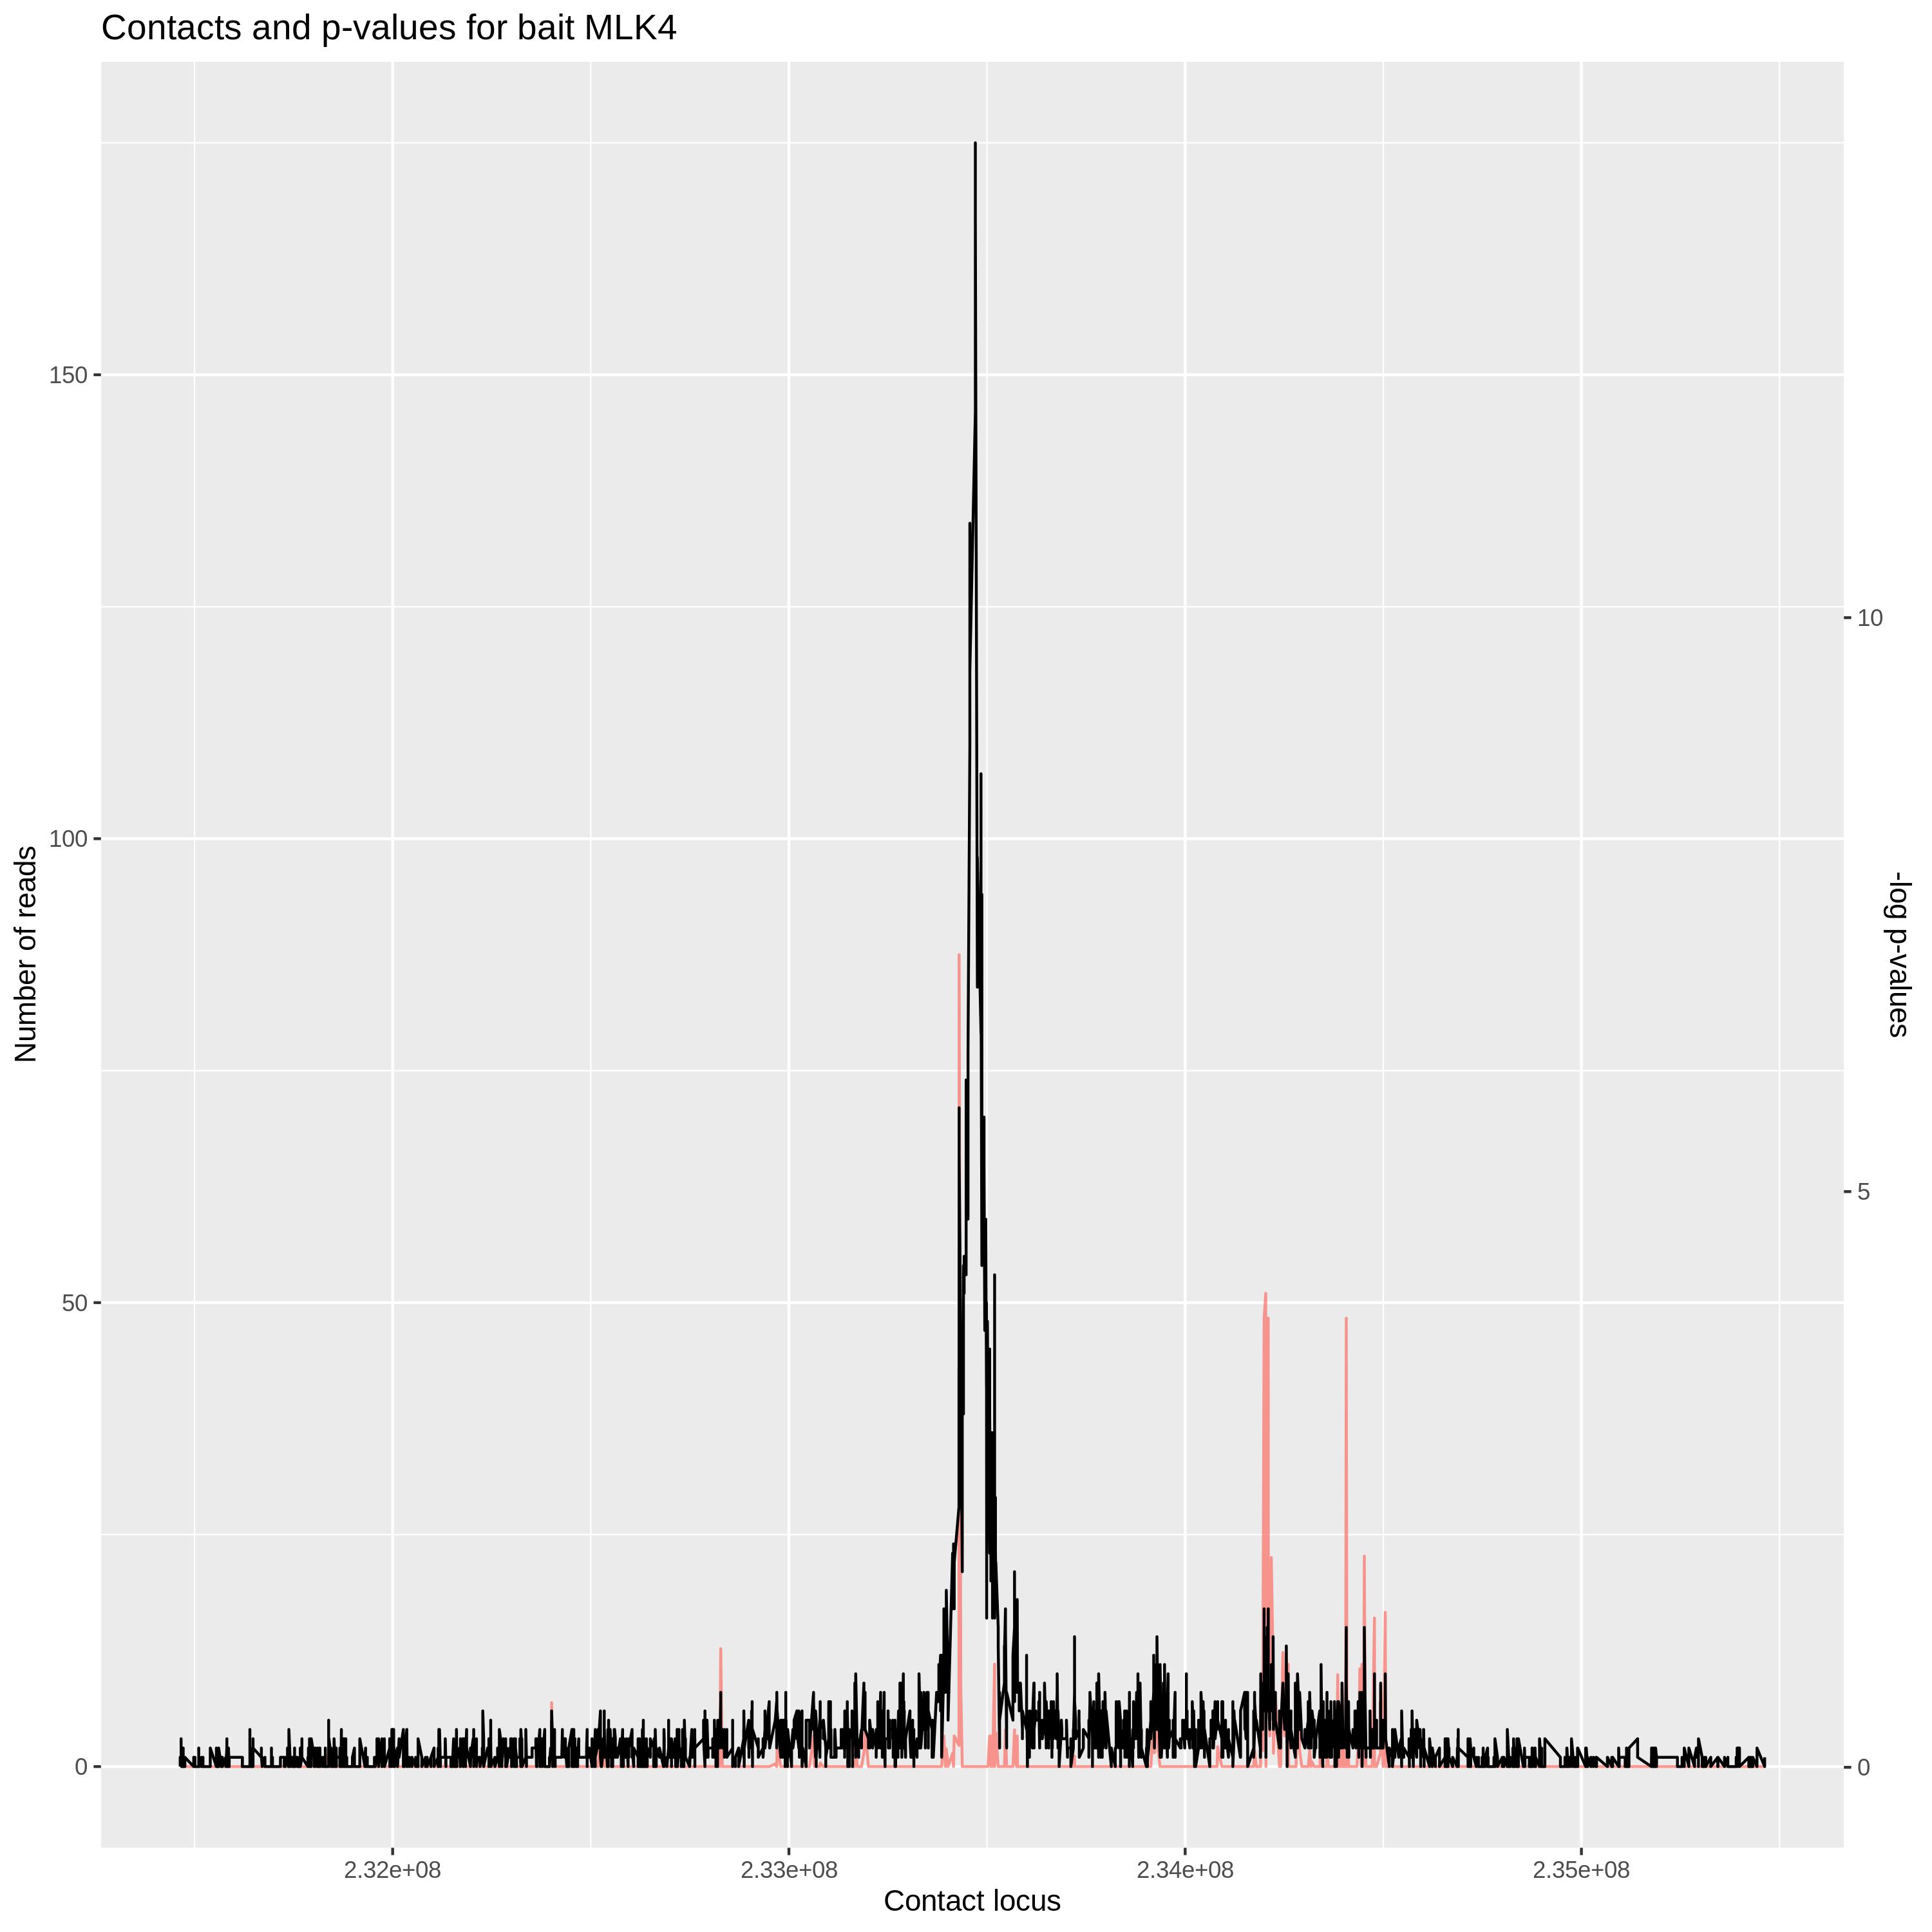 Contacts and p-values for bait MLK4
150
100
50
0
10
5
0
Number of reads
-log p-values
2.32e+08
2.33e+08
2.34e+08
2.35e+08
Contact locus